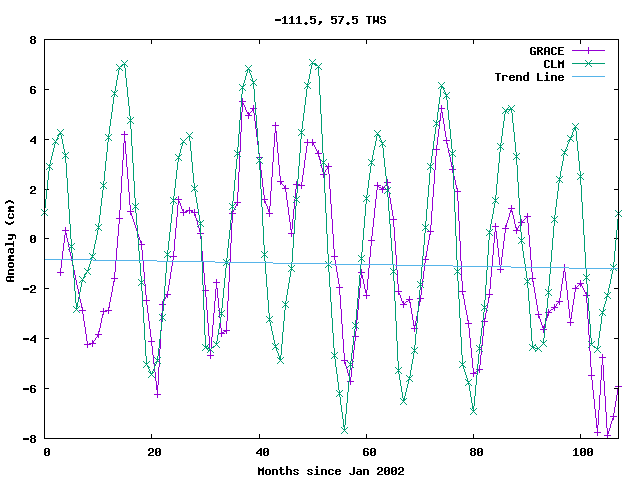 -111.5, 57.5 TWS
GRACE
CLM
Trend Line
8
6
4
2
0
-2
-4
-6
-8
Anomaly (cm)
0 20 40 60 80 100
Months since Jan 2002